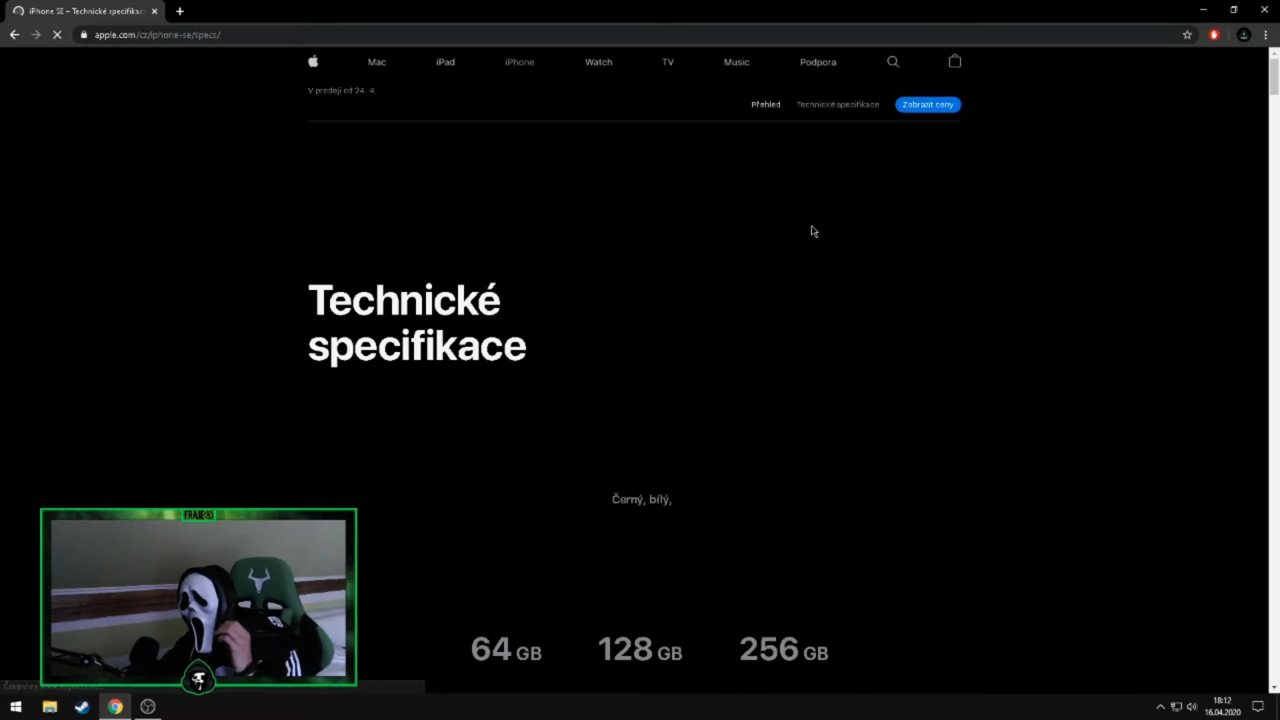 iPhone SE – Technické specifikac
apple.com/cz/iphone-se/specs/
Mac iPad iPhone Watch TV Music Podpora
V prodeji od 24. 4.
Přehled Technické specifikace Zobrazit ceny
Technické
specifikace
Černý, bílý,
64 GB 128 GB 256 GB
18:12
16.04.2020